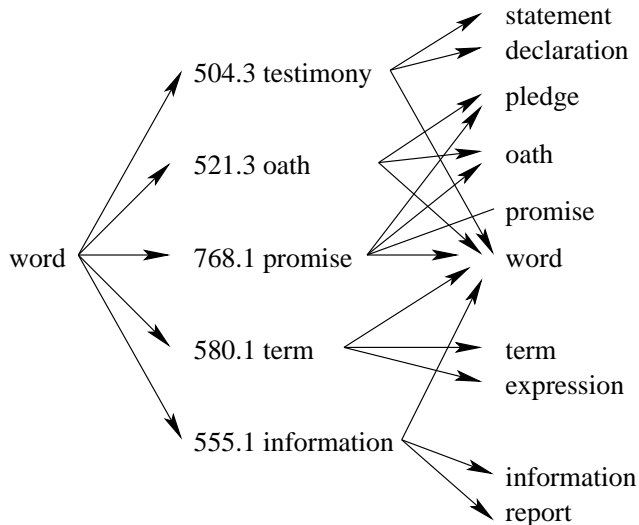 word
504.3 testimony
521.3 oath
768.1 promise
580.1 term
555.1 information
statement
declaration
pledge
oath
promise
word
term
expression
information
report